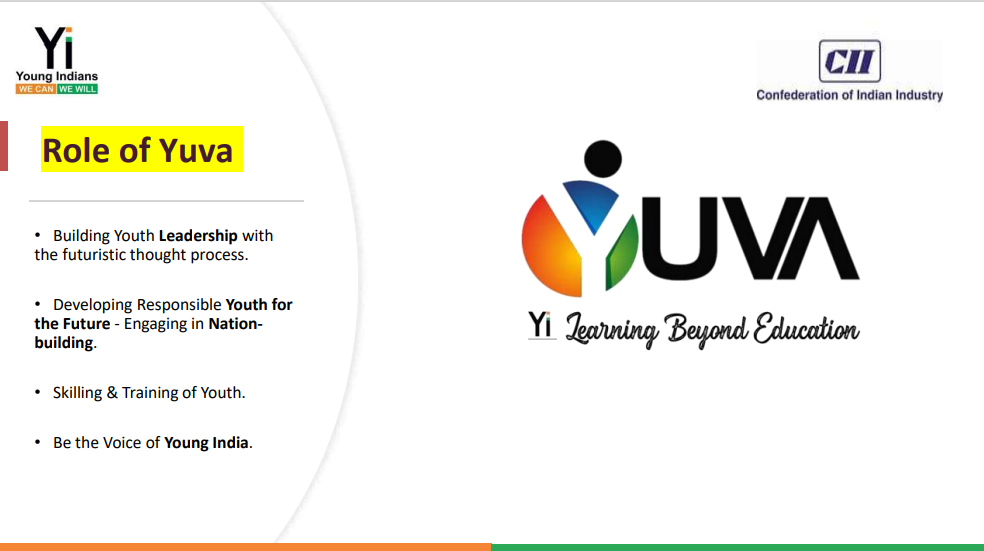 Yi
Young Indians
WE CAN WE WILL
CII
Confederation of Indian Industry
Role of Yuva
• Building Youth Leadership with
the futuristic thought process.
• Developing Responsible Youth for
the Future - Engaging in Nation-
building.
• Skilling & Training of Youth.
• Be the Voice of Young India.
YUVA
Yi Learning Beyond Education